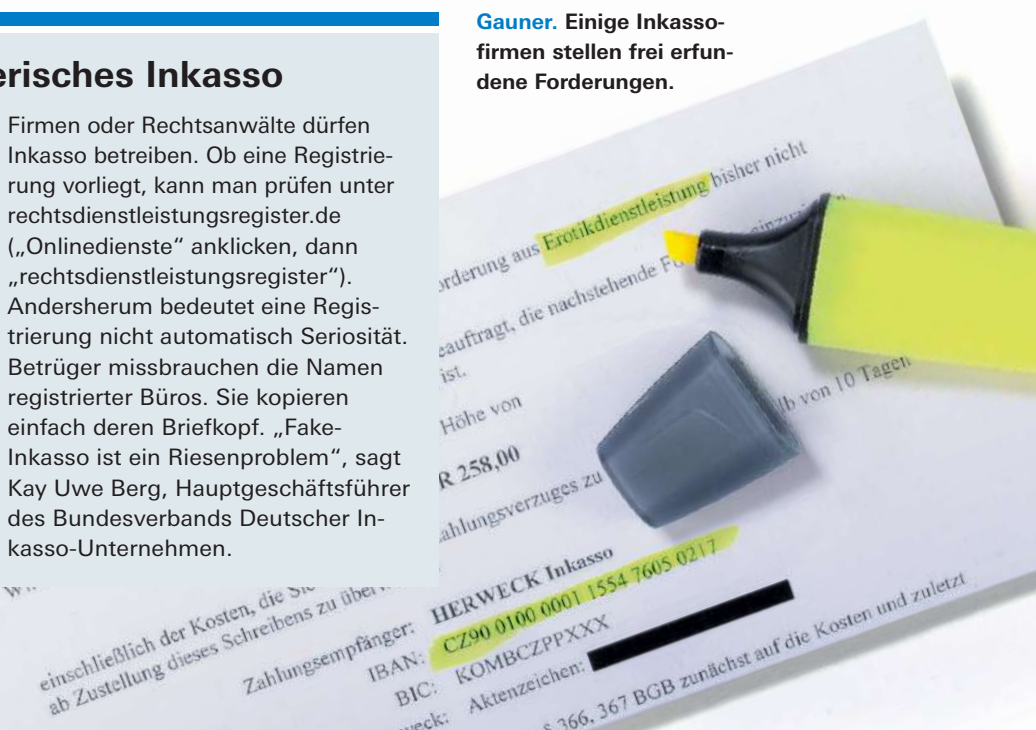 Gauner. Einige Inkasso-
firmen stellen frei erfun-
dene Forderungen.
erisches Inkasso
Firmen oder Rechtsanwälte dürfen
Inkasso betreiben. Ob eine Registrie-
rung vorliegt, kann man prüfen unter
rechtsdienstleistungsregister.de
(„Onlinedienste“ anklicken, dann
„rechtsdienstleistungsregister“).
Andersherum bedeutet eine Regis-
trierung nicht automatisch Seriosität.
Betrüger missbrauchen die Namen
registrierter Büros. Sie kopieren
einfach deren Briefkopf. „Fake-
Inkasso ist ein Riesenproblem“, sagt
Kay Uwe Berg, Hauptgeschäftsführer
des Bundesverbands Deutscher In-
kasso-Unternehmen.
orderung aus Erotikdienstleistung bisher nicht
eauftragt, die nachstehende
ist.
Höhe von lb von 10 Tagen
R 258,00
ahlungsverzuges zu
einschließlich der Kosten, die
ab Zustellung dieses Schreibens zu
Zahlungsempfänger: HERWECK Inkasso
IBAN: CZ90 0100 0001 1554 7605 0217
BIC: KOMBCZPPXXX
weck: Aktenzeichen:
366, 367 BGB zunächst auf die Kosten und zuletzt